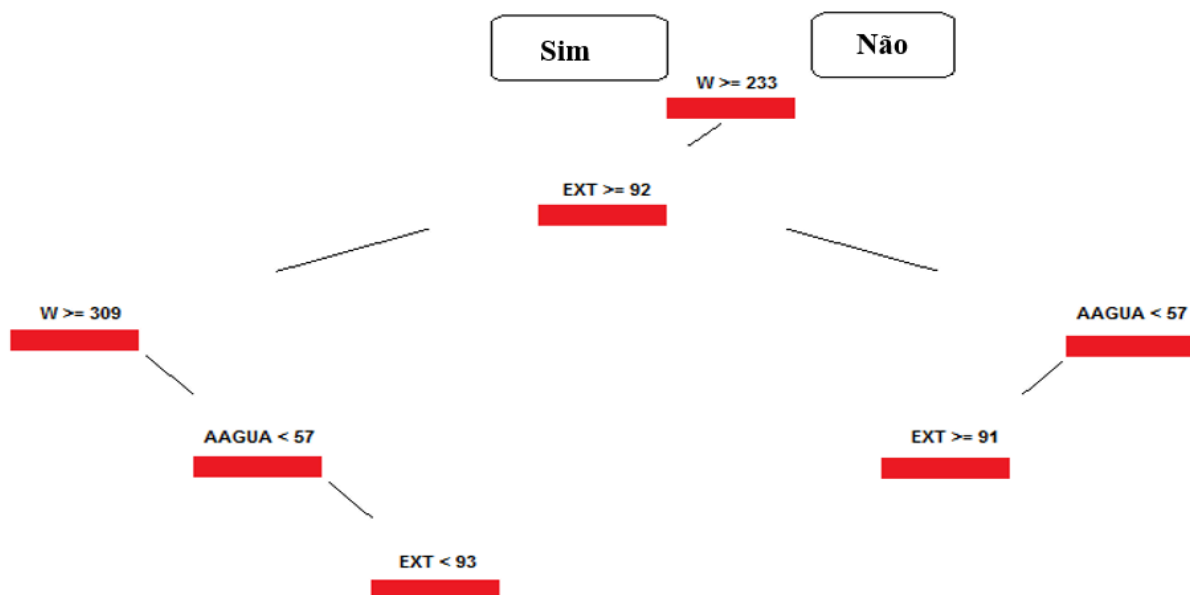 Sim
Não
W >= 233
EXT >= 92
W >= 309
AAGUA < 57
AAGUA < 57
EXT >= 91
EXT < 93